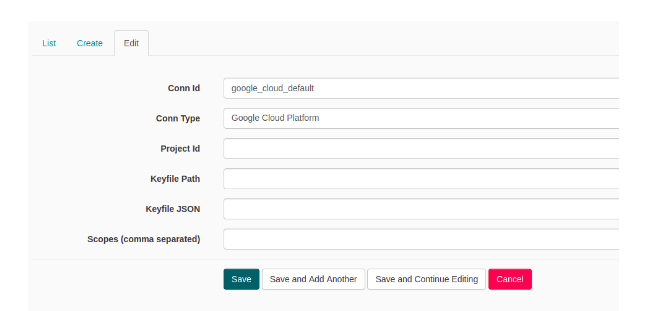 List Create Edit
Conn Id google_cloud_default
Conn Type Google Cloud Platform
Project Id
Keyfile Path
Keyfile JSON
Scopes (comma separated)
Save Save and Add Another Save and Continue Editing Cancel